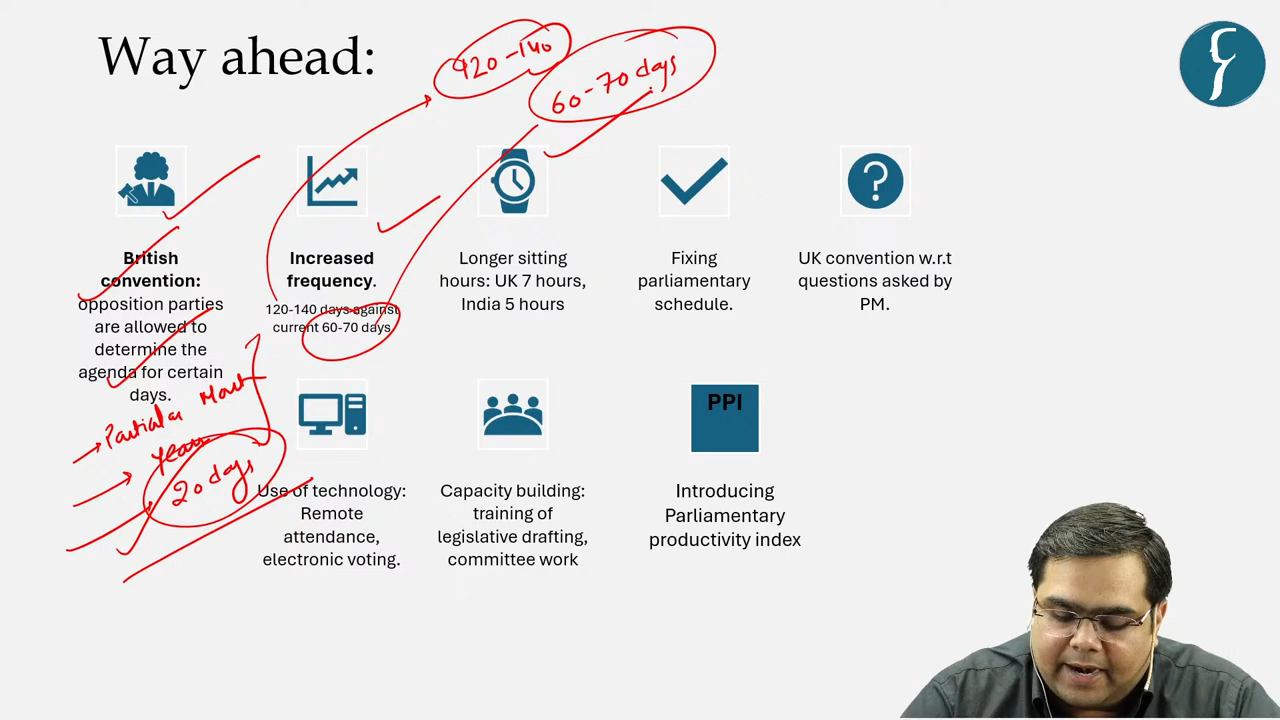 Way ahead:
120-140
60-70 days
British
convention:
opposition parties
are allowed to
determine the
agenda for certain
days.
Increased
frequency.
120-140 days against
current 60-70 days
Longer sitting
hours: UK 7 hours,
India 5 hours
Fixing
parliamentary
schedule.
UK convention w.r.t
questions asked by
PM.
20 days
Use of technology:
Remote
attendance,
electronic voting.
Capacity building:
training of
legislative drafting,
committee work
PPI
Introducing
Parliamentary
productivity index